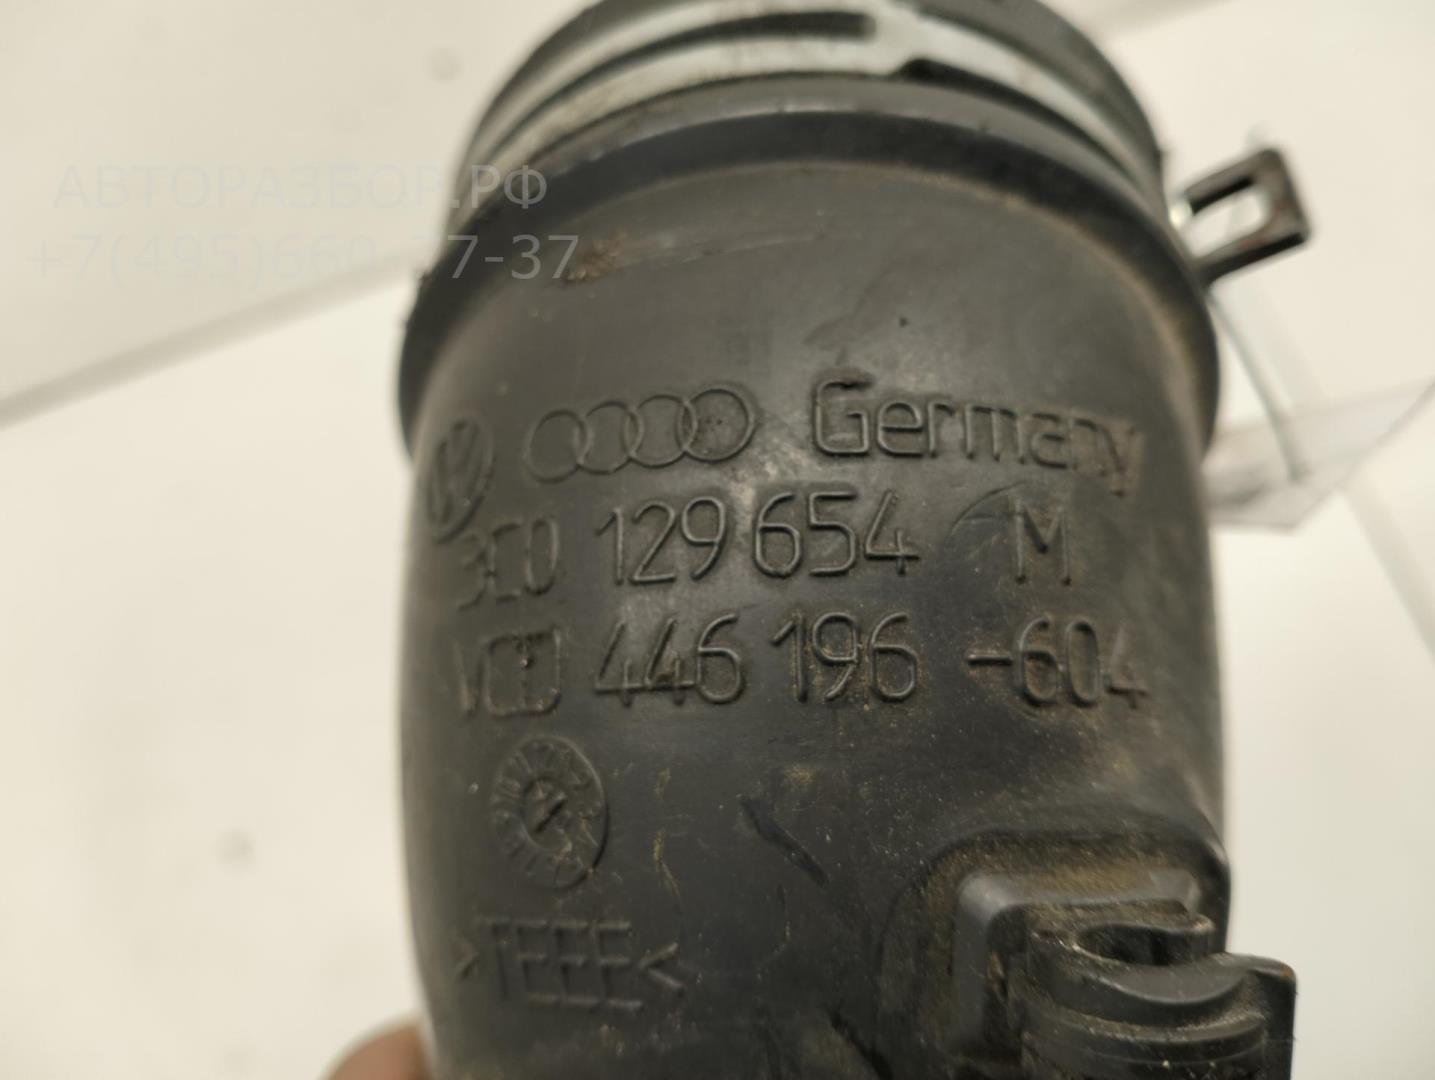 АВТОРАЗБОР.РФ
Germany
3C0 129 654 M
446 196 -604
>TEEE<